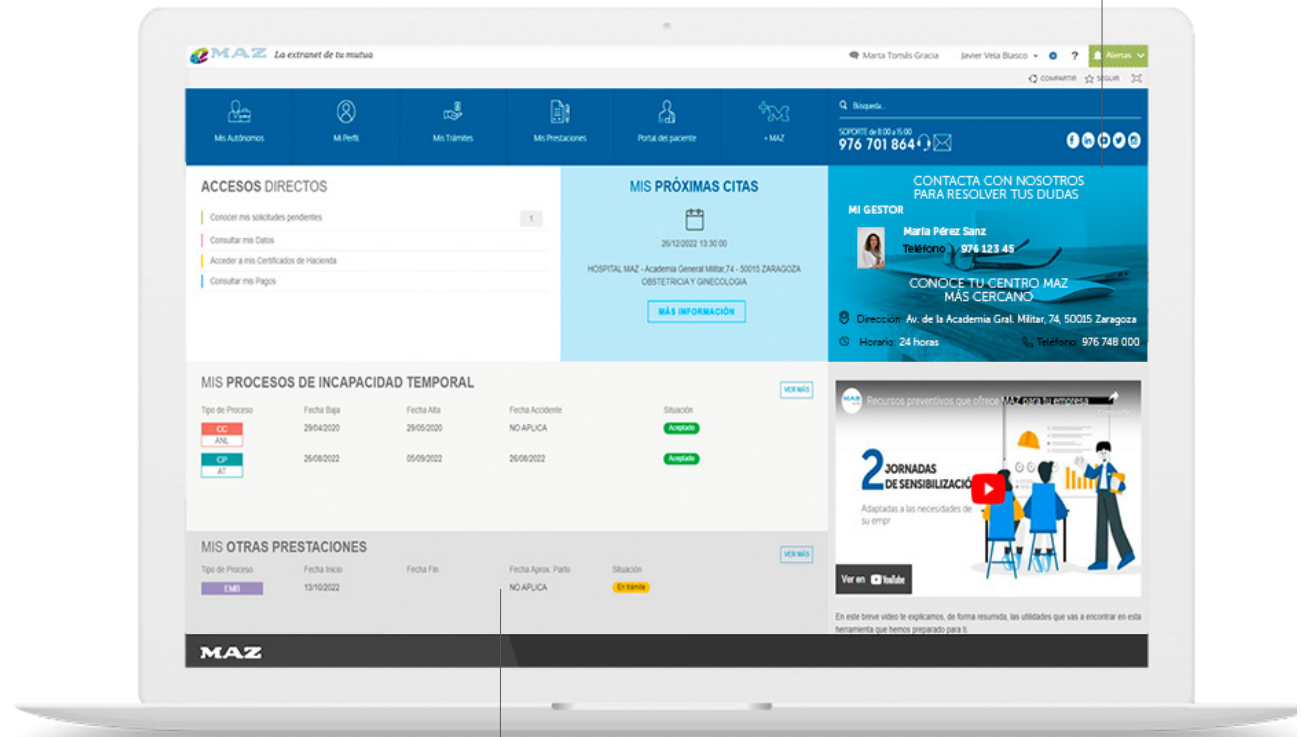 eMAZ La extranet de tu mutua
Marta Tomás Gracia
Javier Vela Blasco
?
Alertas
COMPARTIR
SEGUIR
Mis Autónomos
Mi Perfil
Mis Trámites
Mis Prestaciones
Portal del paciente
+ MAZ
Búsqueda..
SOPORTE de 8:00 a 15:00
976 701 864
ACCESOS DIRECTOS
Conocer mis solicitudes pendientes
1
Consultar mis Datos
Acceder a mis Certificados de Hacienda
Consultar mis Pagos
MIS PRÓXIMAS CITAS
26/12/2022 13:30:00
HOSPITAL MAZ - Academia General Militar,74 - 50015 ZARAGOZA
OBSTETRICIA Y GINECOLOGIA
MÁS INFORMACIÓN
CONTACTA CON NOSOTROS
PARA RESOLVER TUS DUDAS
MI GESTOR
María Pérez Sanz
Teléfono 976 123 45
CONOCE TU CENTRO MAZ
MÁS CERCANO
Dirección: Av. de la Academia Gral. Militar, 74, 50015 Zaragoza
Horario: 24 horas
Teléfono: 976 748 000
MIS PROCESOS DE INCAPACIDAD TEMPORAL
VER MÁS
Tipo de Proceso Fecha Baja Fecha Alta Fecha Accidente Situación
CC 29/04/2020 29/05/2020 NO APLICA Aceptado
ANL
CP 26/08/2022 05/09/2022 26/08/2022 Aceptado
AT
MIS OTRAS PRESTACIONES
VER MÁS
Tipo de Proceso Fecha Inicio Fecha Fin Fecha Aprox. Parto Situación
EMB 13/10/2022 NO APLICA En trámite
MAZ
Recursos preventivos que ofrece MAZ para tu empresa
2 JORNADAS
DE SENSIBILIZACIÓ
Adaptadas a las necesidades de
su empr
Ver en YouTube
En este breve vídeo te explicamos, de forma resumida, las utilidades que vas a encontrar en esta
herramienta que hemos preparado para ti.
MAZ